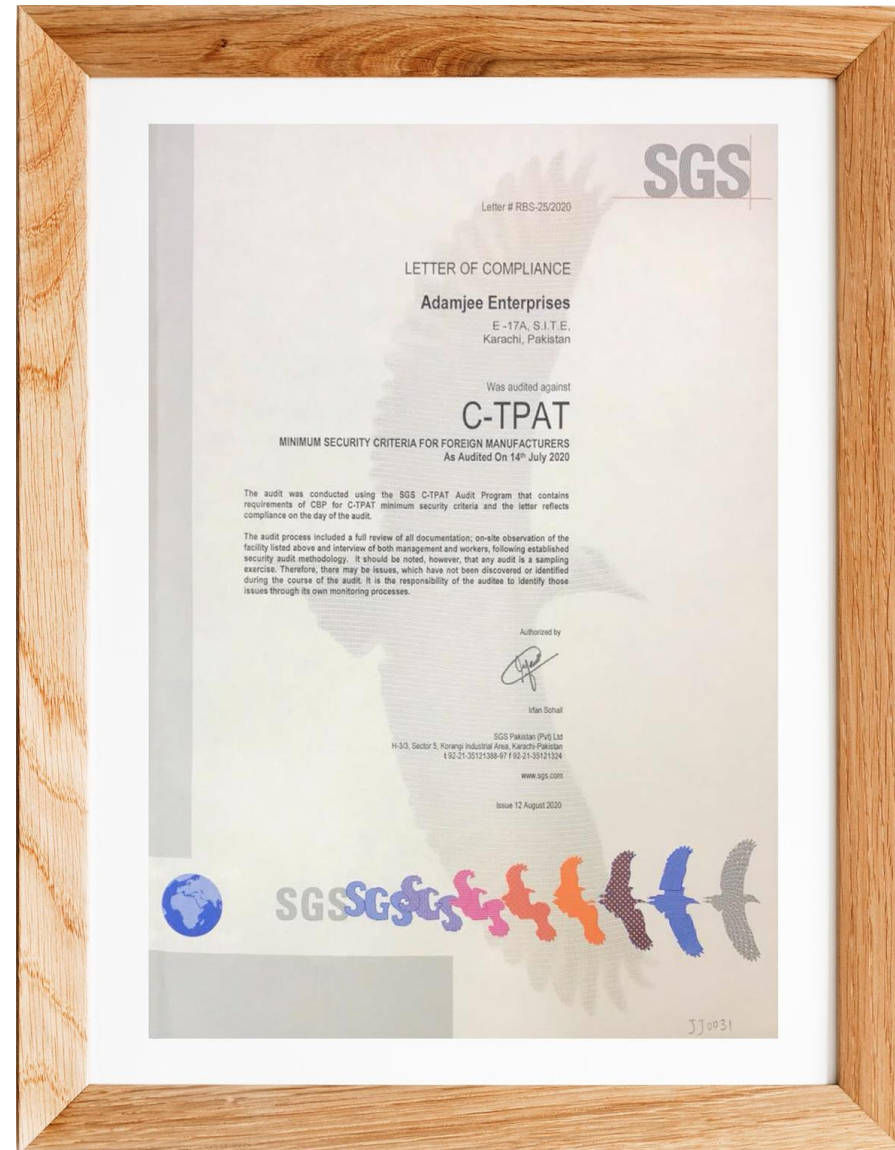 SGS
Letter # RBS-25/2020
LETTER OF COMPLIANCE
Adamjee Enterprises
E -17A, S.I.T.E,
Karachi, Pakistan
Was audited against
C-TPAT
MINIMUM SECURITY CRITERIA FOR FOREIGN MANUFACTURERS
As Audited On 14th July 2020
The audit was conducted using the SGS C-TPAT Audit Program that contains
requirements of CBP for C-TPAT minimum security criteria and the letter reflects
compliance on the day of the audit.
The audit process included a full review of all documentation; on-site observation of the
facility listed above and interview of both management and workers, following established
security audit methodology. It should be noted, however, that any audit is a sampling
exercise. Therefore, there may be issues, which have not been discovered or identified
during the course of the audit. It is the responsibility of the auditee to identify those
issues through its own monitoring processes.
Authorized by
Irfan Sohail
SGS Pakistan (Pvt) Ltd
H-3/3, Sector 5, Korangi Industrial Area, Karachi-Pakistan
t 92-21-35121388-97 f 92-21-35121324
www.sgs.com
Issue 12 August 2020
SGSSGSSGS
JJ0031